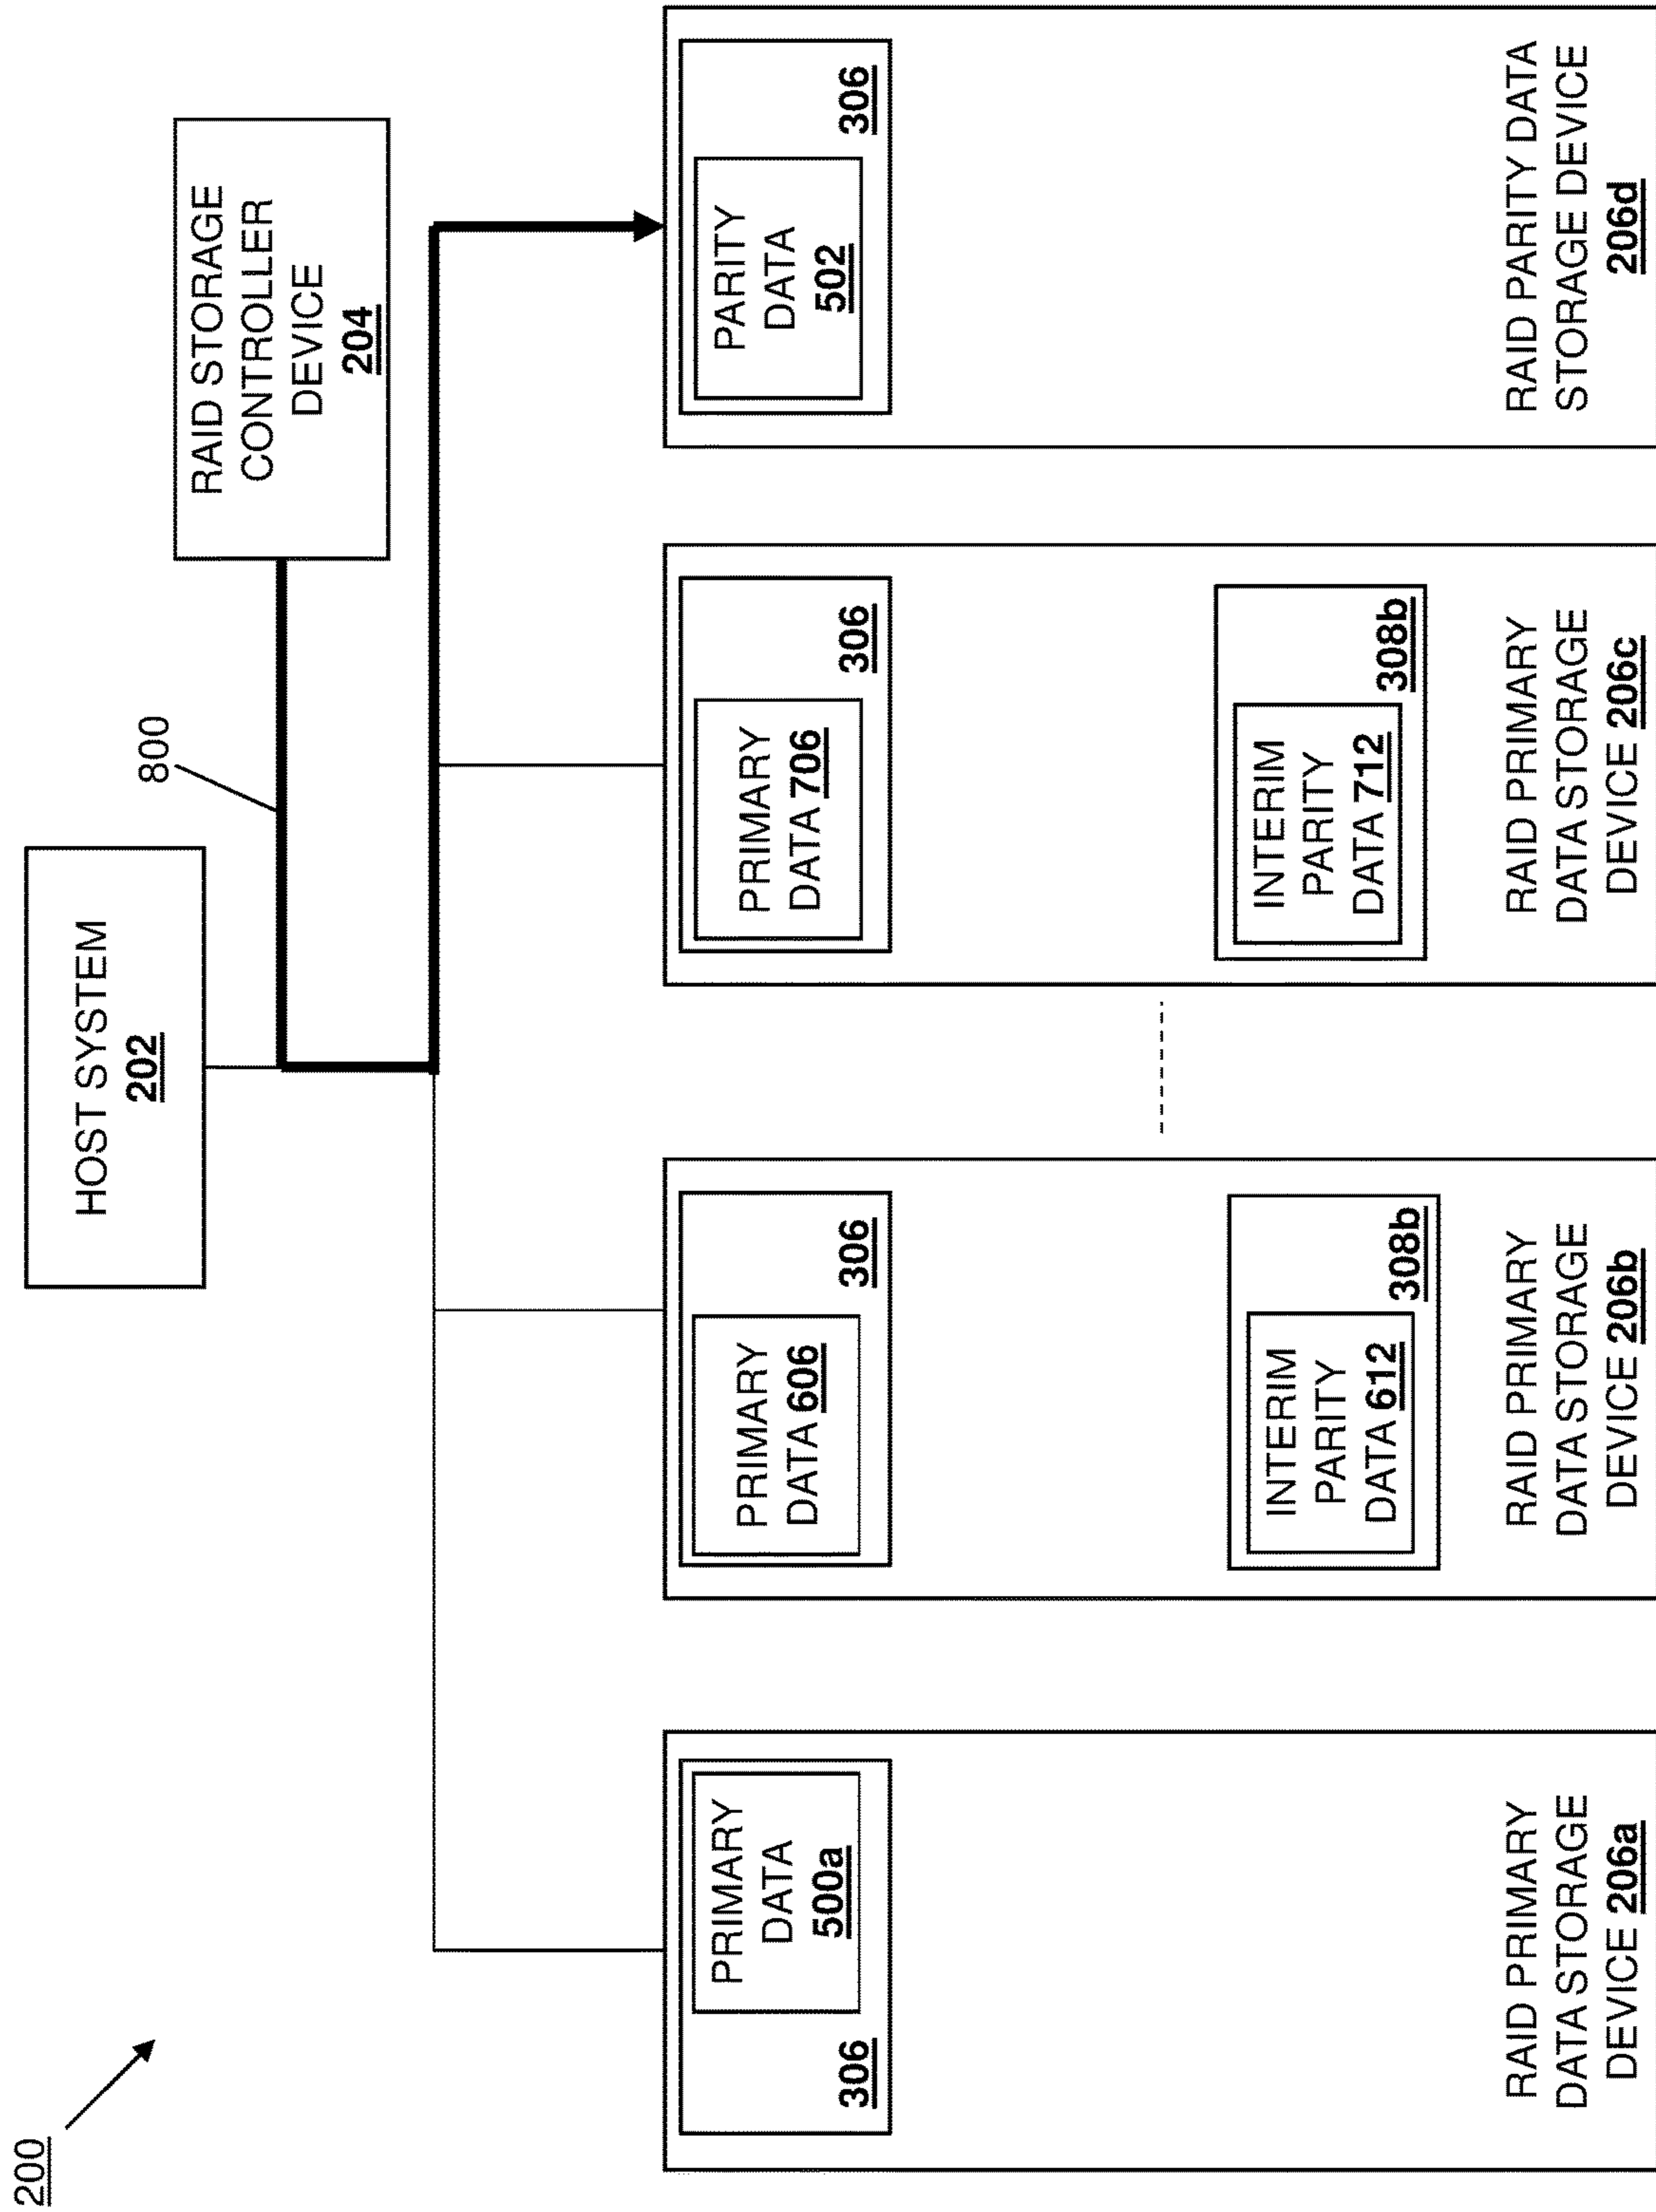 200
HOST SYSTEM
202
800
RAID STORAGE
CONTROLLER
DEVICE
204
PRIMARY
DATA
500a
306
RAID PRIMARY
DATA STORAGE
DEVICE 206a
PRIMARY
DATA 606
306
INTERIM
PARITY
DATA 612
308b
RAID PRIMARY
DATA STORAGE
DEVICE 206b
PRIMARY
DATA 706
306
INTERIM
PARITY
DATA 712
308b
RAID PRIMARY
DATA STORAGE
DEVICE 206c
PARITY
DATA
502
306
RAID PARITY DATA
STORAGE DEVICE
206d